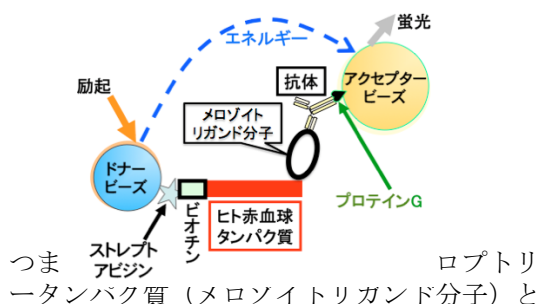 蛍光
エネルギー
抗体
アクセプター
ビーズ
励起
メロゾイト
リガンド分子
ドナー
ビーズ
プロテインG
ビオチン
ヒト赤血球
タンパク質
ストレプト
アビジン
つま
ロプトリ
ータンパク質（メロゾイトリガンド分子）と